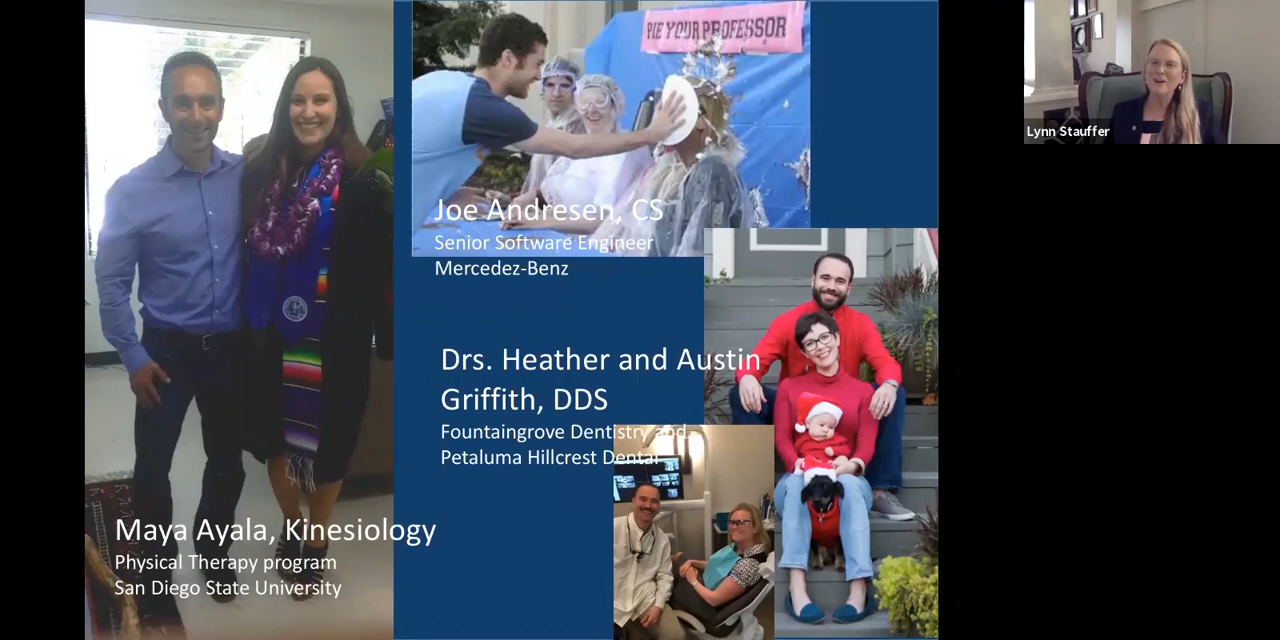 PIE YOUR PROFESSOR
Lynn Stauffer
Joe Andresen, CS
Senior Software Engineer
Mercedez-Benz
Drs. Heather and Austin
Griffith, DDS
Fountaingrove Dentistry and
Petaluma Hillcrest Dental
Maya Ayala, Kinesiology
Physical Therapy program
San Diego State University